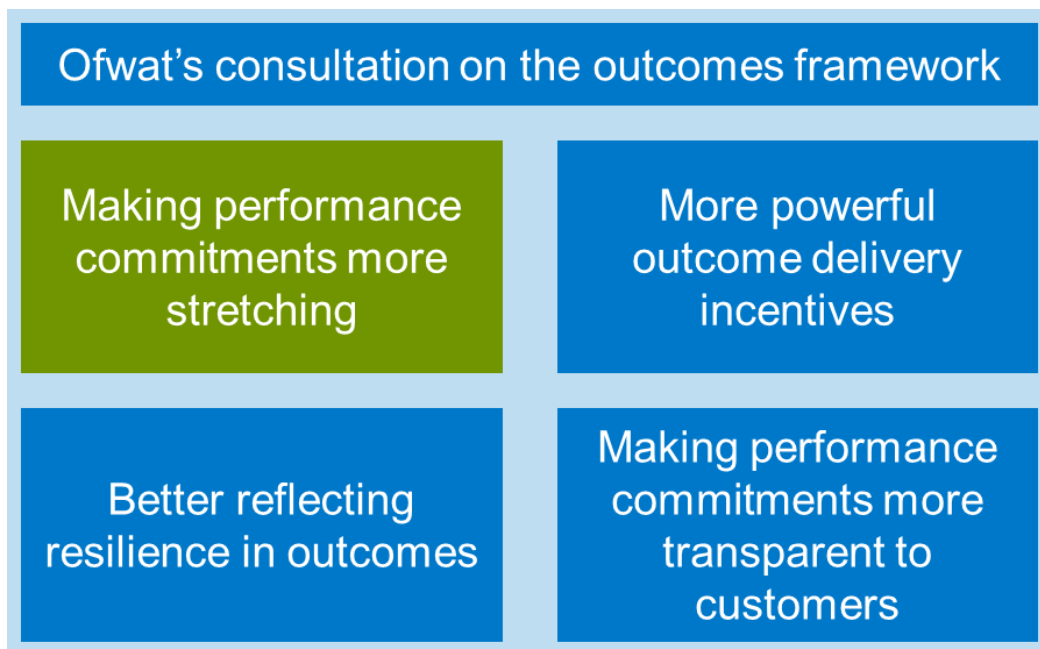 Ofwat’s consultation on the outcomes framework
Making performance
commitments more
stretching
More powerful
outcome delivery
incentives
Better reflecting
resilience in outcomes
Making performance
commitments more
transparent to
customers